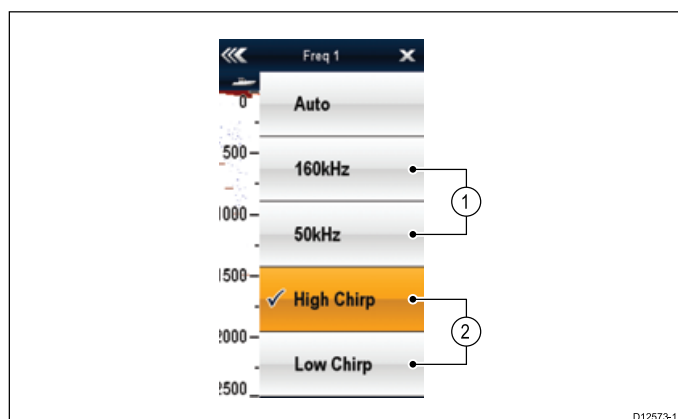 Freq 1
0
Auto
500
160kHz
1
1000
50kHz
1500
High Chirp
2
2000
Low Chirp
2500
D12573-1